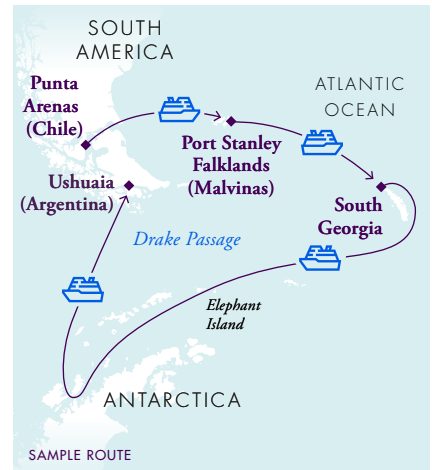 SOUTH
AMERICA
Punta
Arenas
(Chile)
ATLANTIC
OCEAN
Port Stanley
Falklands
(Malvinas)
Ushuaia
(Argentina)
South
Georgia
Drake Passage
Elephant
Island
ANTARCTICA
SAMPLE ROUTE